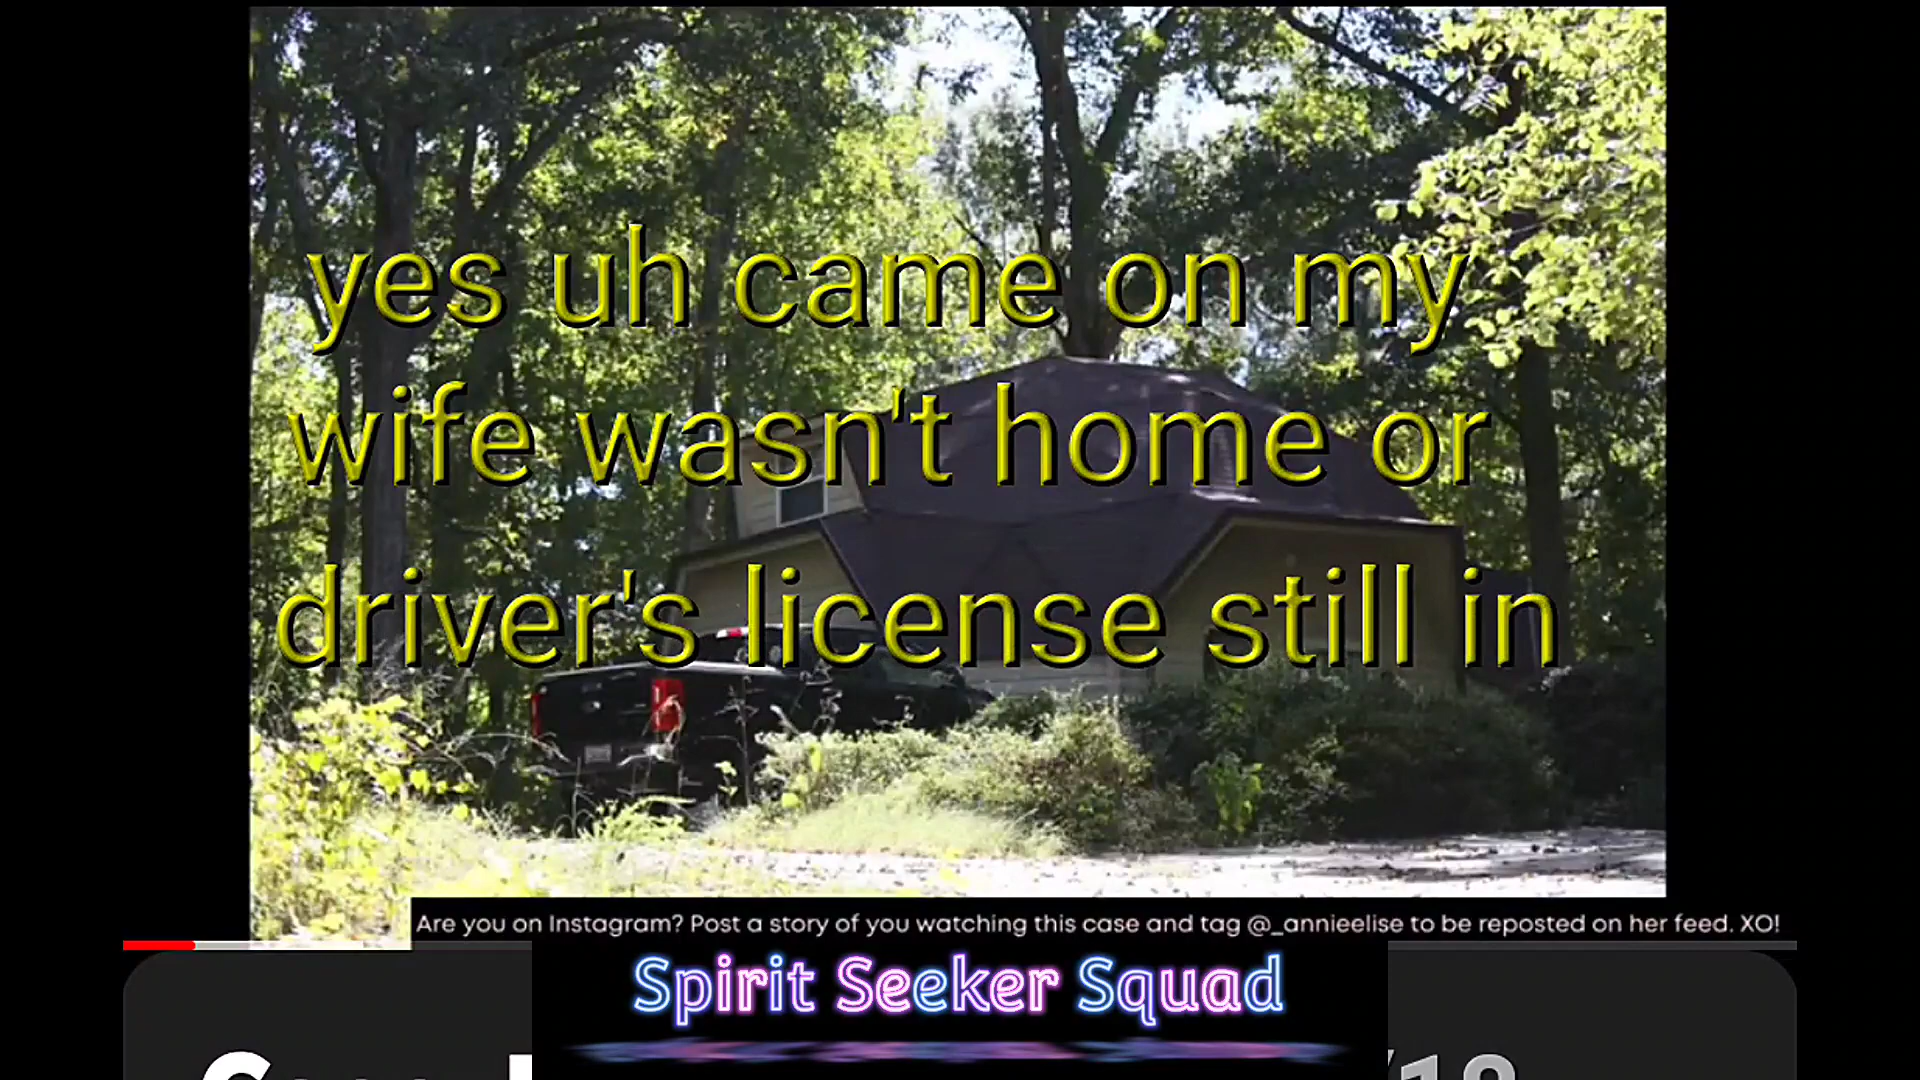 yes uh came on my
wife wasn't home or
driver's license still in
Are you on Instagram? Post a story of you watching this case and tag @_annieelise to be reposted on her feed. XO!
Spirit Seeker Squad